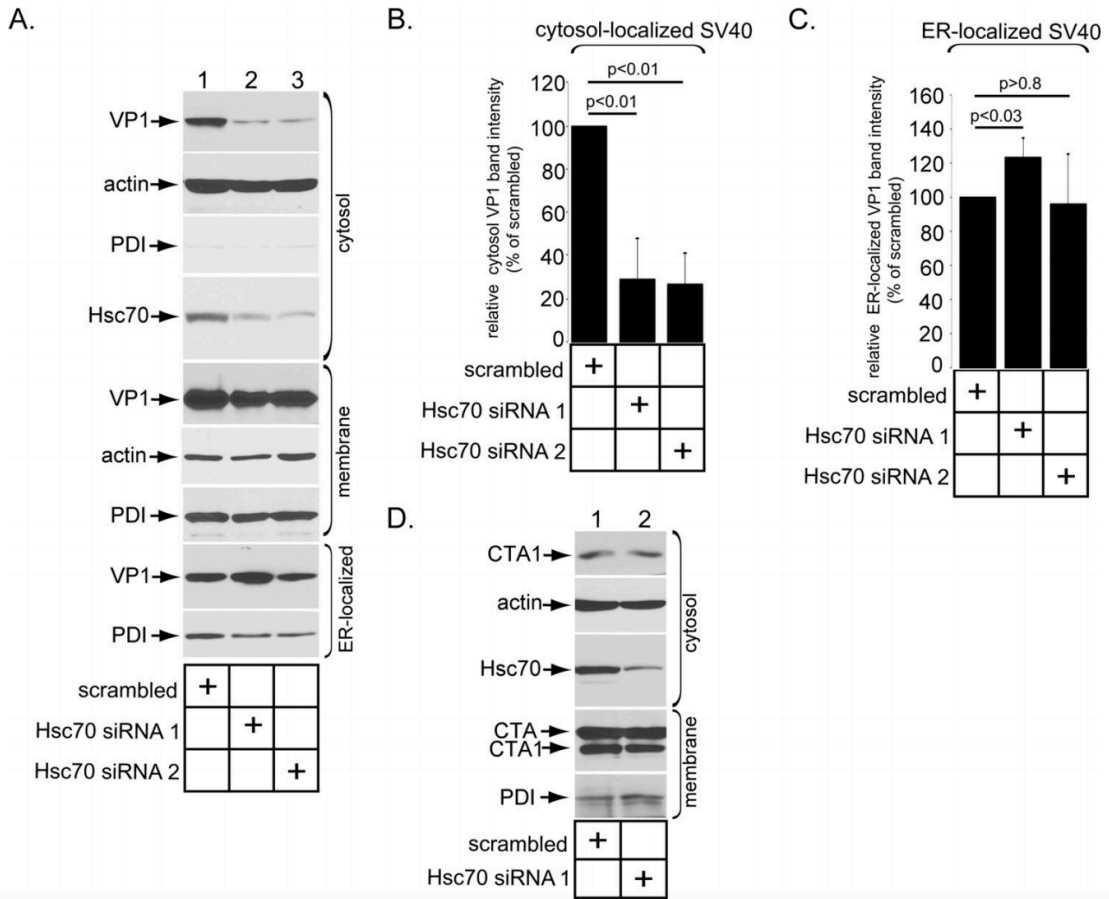 A.
1 2 3
VP1
actin
PDI
Hsc70
cytosol
VP1
actin
PDI
membrane
VP1
PDI
ER-localized
scrambled +
Hsc70 siRNA 1 +
Hsc70 siRNA 2 +
B.
cytosol-localized SV40
relative cytosol VP1 band intensity
(% of scrambled)
120
100
80
60
40
20
0
p<0.01
p<0.01
scrambled +
Hsc70 siRNA 1 +
Hsc70 siRNA 2 +
C.
ER-localized SV40
relative ER-localized VP1 band intensity
(% of scrambled)
160
140
120
100
80
60
40
20
0
p>0.8
p<0.03
scrambled +
Hsc70 siRNA 1 +
Hsc70 siRNA 2 +
D.
1 2
CTA1
actin
Hsc70
cytosol
CTA
CTA1
PDI
membrane
scrambled +
Hsc70 siRNA 1 +